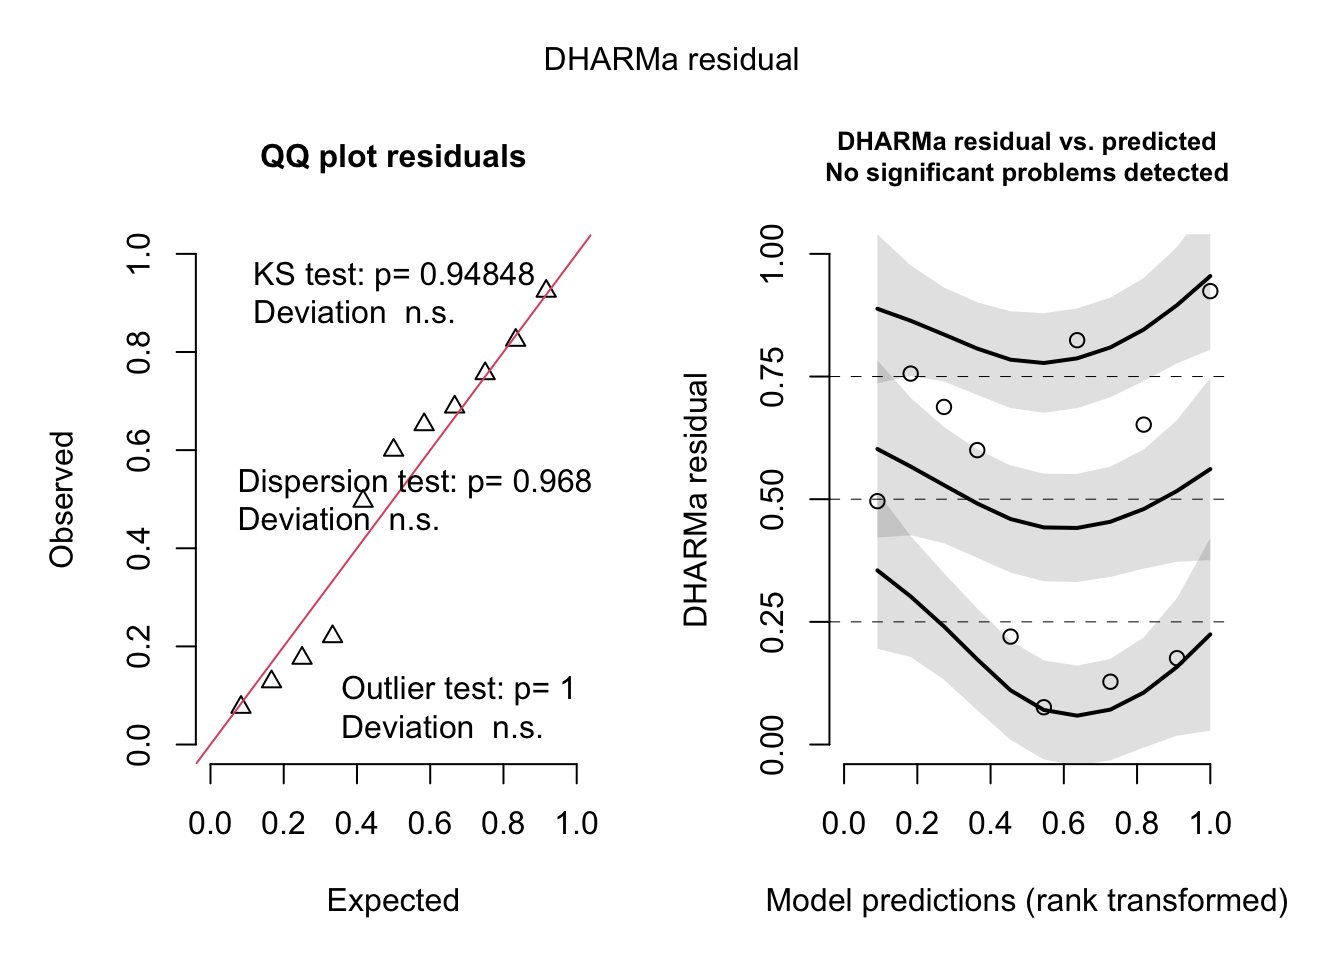 DHARMa residual
QQ plot residuals
KS test: p= 0.94848
Deviation  n.s.
Dispersion test: p= 0.968
Deviation  n.s.
Outlier test: p= 1
Deviation  n.s.
Observed
1.0
0.8
0.6
0.4
0.2
0.0
0.0 0.2 0.4 0.6 0.8 1.0
Expected
DHARMa residual vs. predicted
No significant problems detected
DHARMa residual
1.00
0.75
0.50
0.25
0.00
0.0 0.2 0.4 0.6 0.8 1.0
Model predictions (rank transformed)